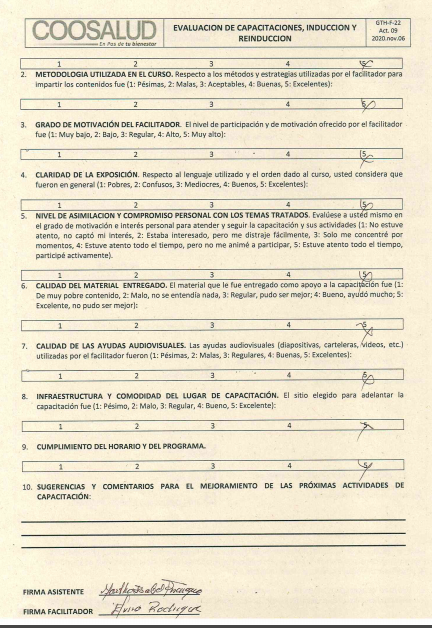 COOSALUD
En Pos de tu bienestar
EVALUACION DE CAPACITACIONES, INDUCCION Y
REINDUCCION
GTH-F-22
Act. 09
2020.nov.06
1 2 3 4 5
2. METODOLOGIA UTILIZADA EN EL CURSO. Respecto a los métodos y estrategias utilizadas por el facilitador para
impartir los contenidos fue (1: Pésimas, 2: Malas, 3: Aceptables, 4: Buenas, 5: Excelentes):
1 2 3 4 5
3. GRADO DE MOTIVACIÓN DEL FACILITADOR. El nivel de participación y de motivación ofrecido por el facilitador
fue (1: Muy bajo, 2: Bajo, 3: Regular, 4: Alto, 5: Muy alto):
1 2 3 4 5
4. CLARIDAD DE LA EXPOSICIÓN. Respecto al lenguaje utilizado y el orden dado al curso, usted considera que
fueron en general (1: Pobres, 2: Confusos, 3: Mediocres, 4: Buenos, 5: Excelentes):
1 2 3 4 5
5. NIVEL DE ASIMILACION Y COMPROMISO PERSONAL CON LOS TEMAS TRATADOS. Evalúese a usted mismo en
el grado de motivación e interés personal para atender y seguir la capacitación y sus actividades (1: No estuve
atento, no captó mi interés, 2: Estaba interesado, pero me distraje fácilmente, 3: Solo me concentré por
momentos, 4: Estuve atento todo el tiempo, pero no me animé a participar, 5: Estuve atento todo el tiempo,
participé activamente).
1 2 3 4 5
6. CALIDAD DEL MATERIAL ENTREGADO. El material que le fue entregado como apoyo a la capacitación fue (1:
De muy pobre contenido, 2: Malo, no se entendía nada, 3: Regular, pudo ser mejor; 4: Bueno, ayudó mucho; 5:
Excelente, no pudo ser mejor):
1 2 3 4 5
7. CALIDAD DE LAS AYUDAS AUDIOVISUALES. Las ayudas audiovisuales (diapositivas, carteleras, videos, etc.)
utilizadas por el facilitador fueron (1: Pésimas, 2: Malas, 3: Regulares, 4: Buenas, 5: Excelentes):
1 2 3 4 5
8. INFRAESTRUCTURA Y COMODIDAD DEL LUGAR DE CAPACITACIÓN. El sitio elegido para adelantar la
capacitación fue (1: Pésimo, 2: Malo, 3: Regular, 4: Bueno, 5: Excelente):
1 2 3 4 5
9. CUMPLIMIENTO DEL HORARIO Y DEL PROGRAMA.
1 2 3 4 5
10. SUGERENCIAS Y COMENTARIOS PARA EL MEJORAMIENTO DE LAS PRÓXIMAS ACTIVIDADES DE
CAPACITACIÓN:
FIRMA ASISTENTE
FIRMA FACILITADOR